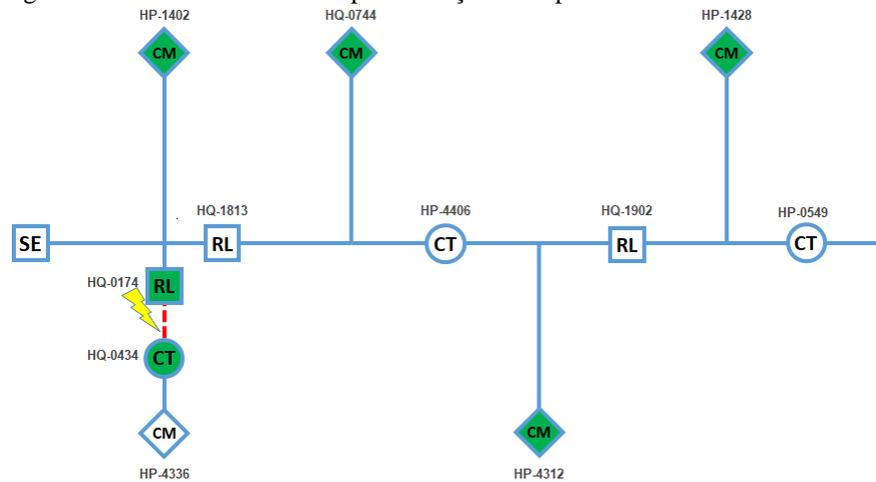 HP-1402 HQ-0744 HP-1428
CM CM CM
HQ-1813 HP-4406 HQ-1902 HP-0549
SE RL CT RL CT
HQ-0174 RL
HQ-0434 CT
CM CM
HP-4336 HP-4312